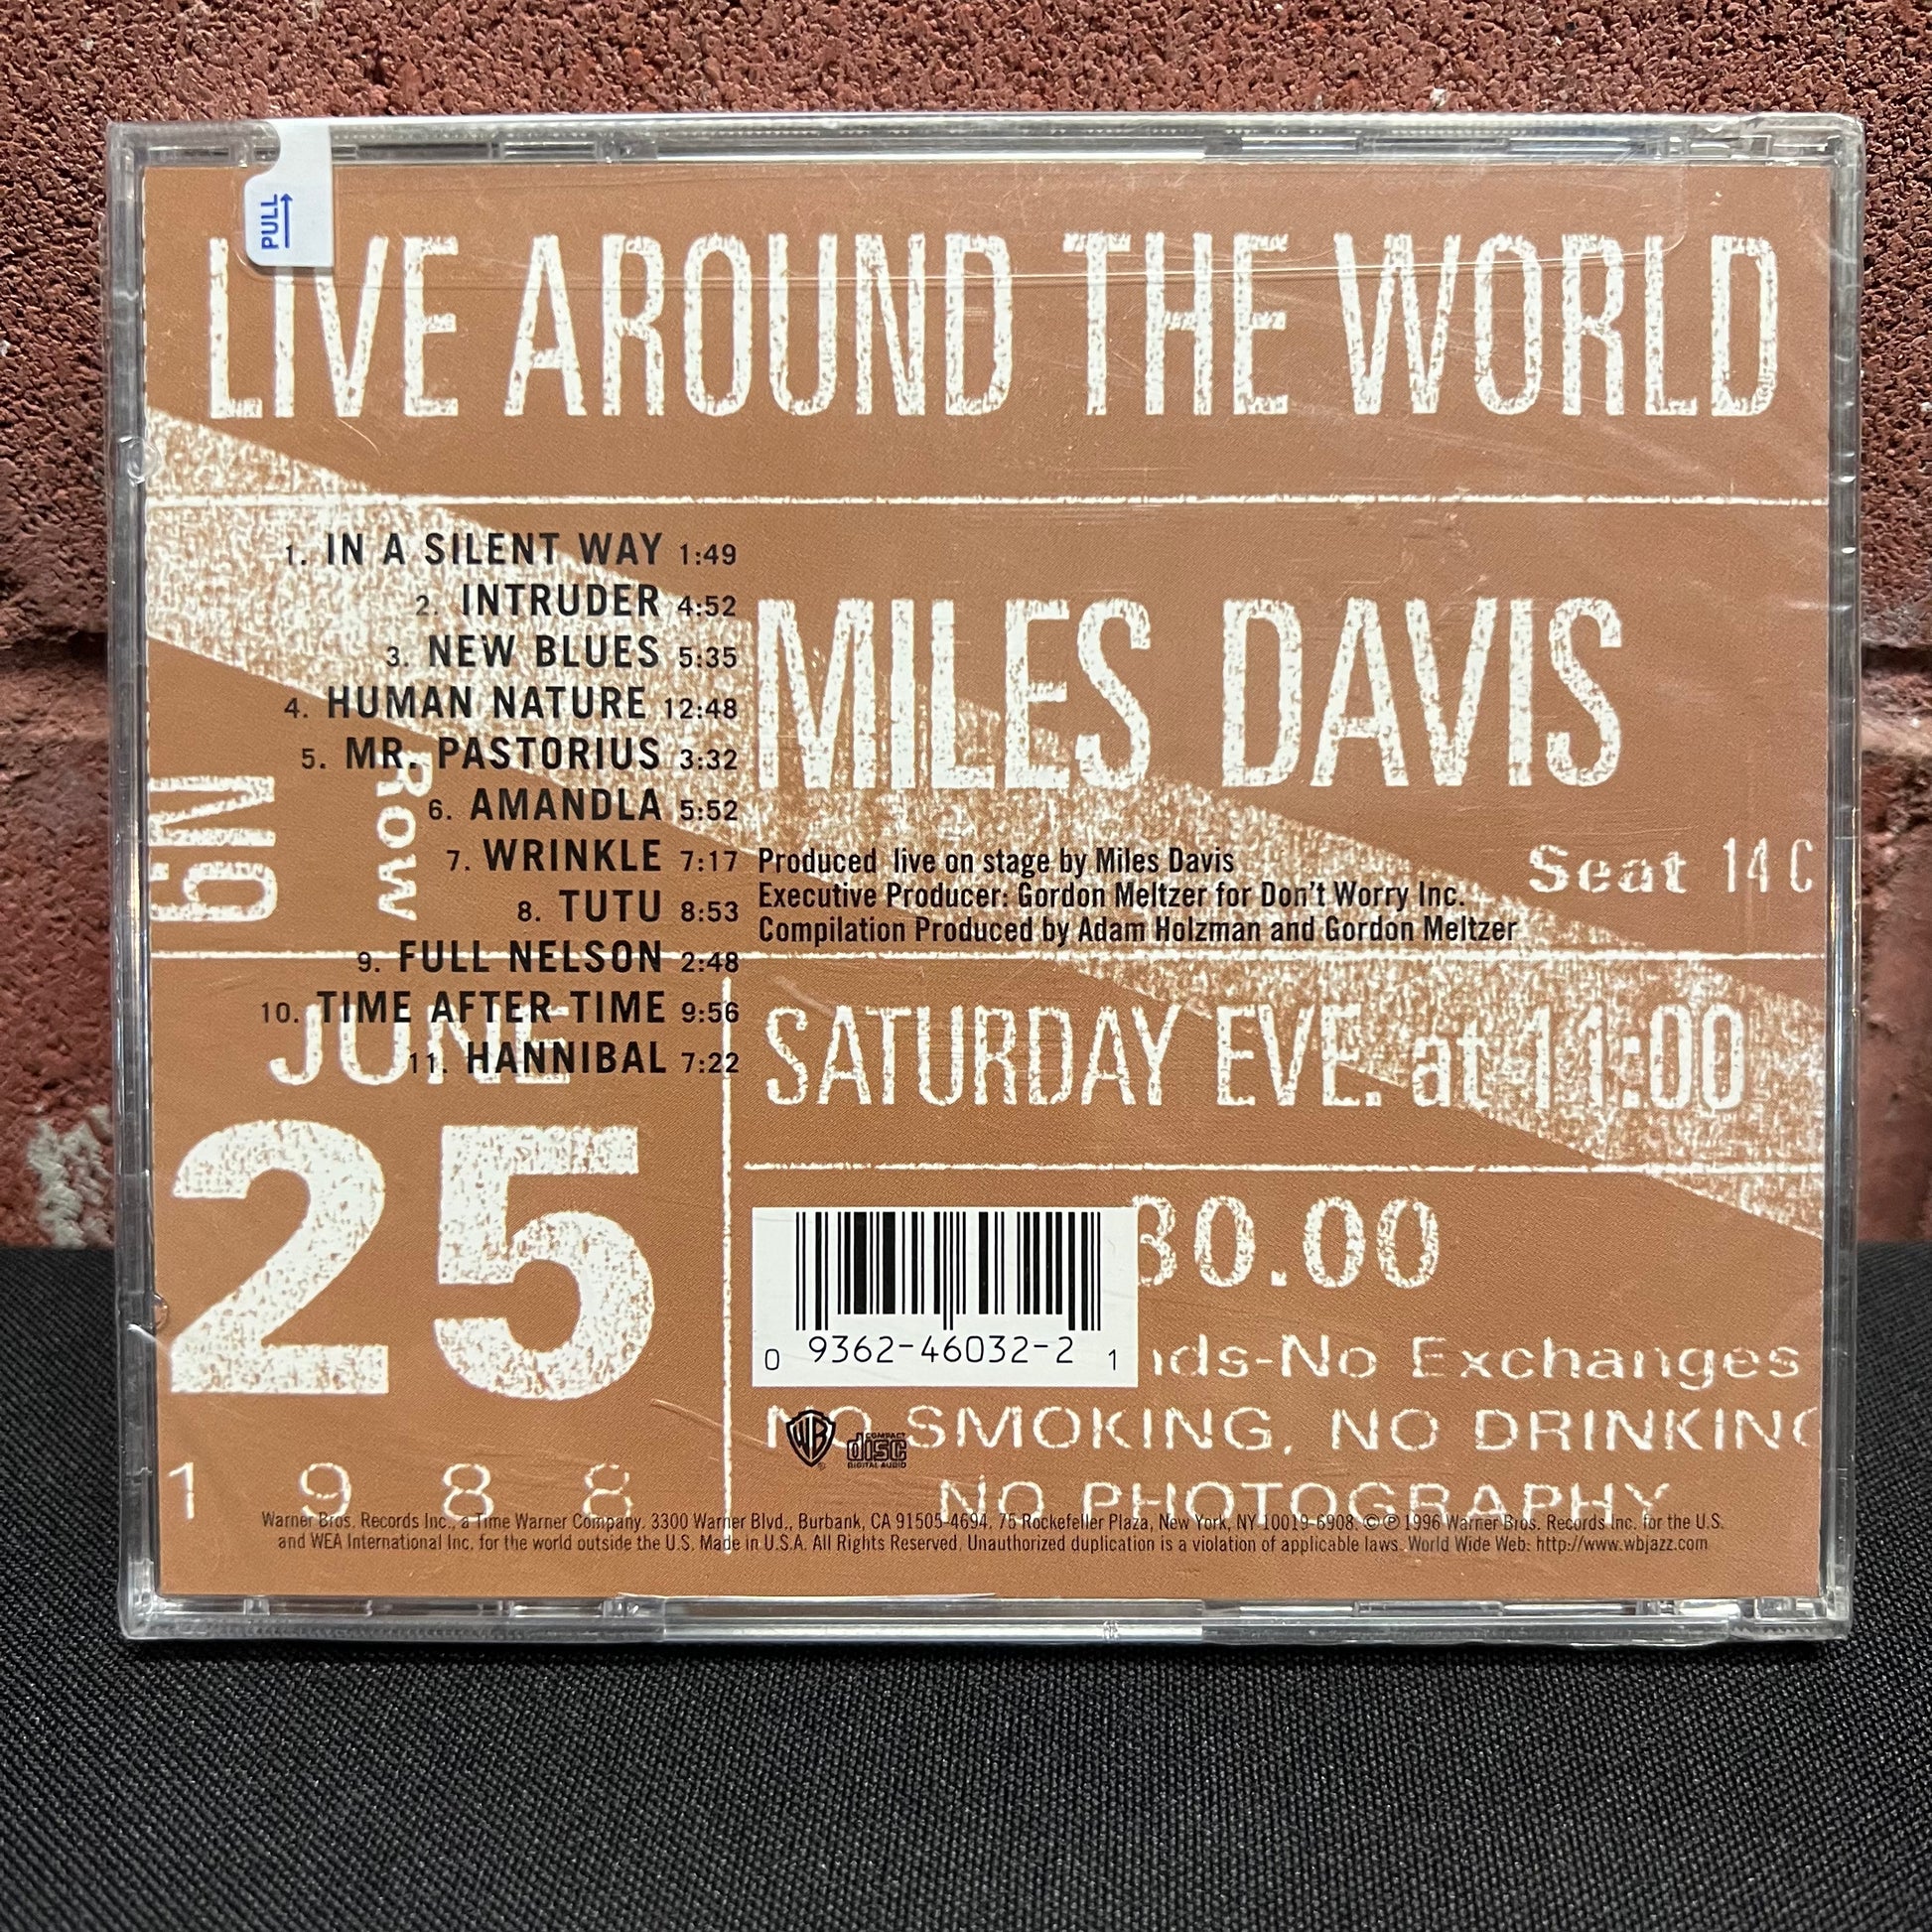 PULL
LIVE AROUND THE WORLD
1. IN A SILENT WAY 1:49
2. INTRUDER 4:52
3. NEW BLUES 5:35
4. HUMAN NATURE 12:48
5. MR. PASTORIUS 3:32
6. AMANDLA 5:52
7. WRINKLE 7:17
8. TUTU 8:53
9. FULL NELSON 2:48
10. TIME AFTER TIME 9:56
11. HANNIBAL 7:22
MILES DAVIS
Row
Seat 14 C
Produced live on stage by Miles Davis
Executive Producer: Gordon Meltzer for Don't Worry Inc.
Compilation Produced by Adam Holzman and Gordon Meltzer
JUNE
25
1988
SATURDAY EVE. at 11:00
30.00
0 9362-46032-2 1
nds-No Exchanges
NO SMOKING, NO DRINKING
NO PHOTOGRAPHY
WB
COMPACT
disc
DIGITAL AUDIO
Warner Bros. Records Inc., a Time Warner Company. 3300 Warner Blvd., Burbank, CA 91505-4694. 75 Rockefeller Plaza, New York, NY 10019-6908. © ℗ 1996 Warner Bros. Records Inc. for the U.S.
and WEA International Inc. for the world outside the U.S. Made in U.S.A. All Rights Reserved. Unauthorized duplication is a violation of applicable laws. World Wide Web: http://www.wbjazz.com